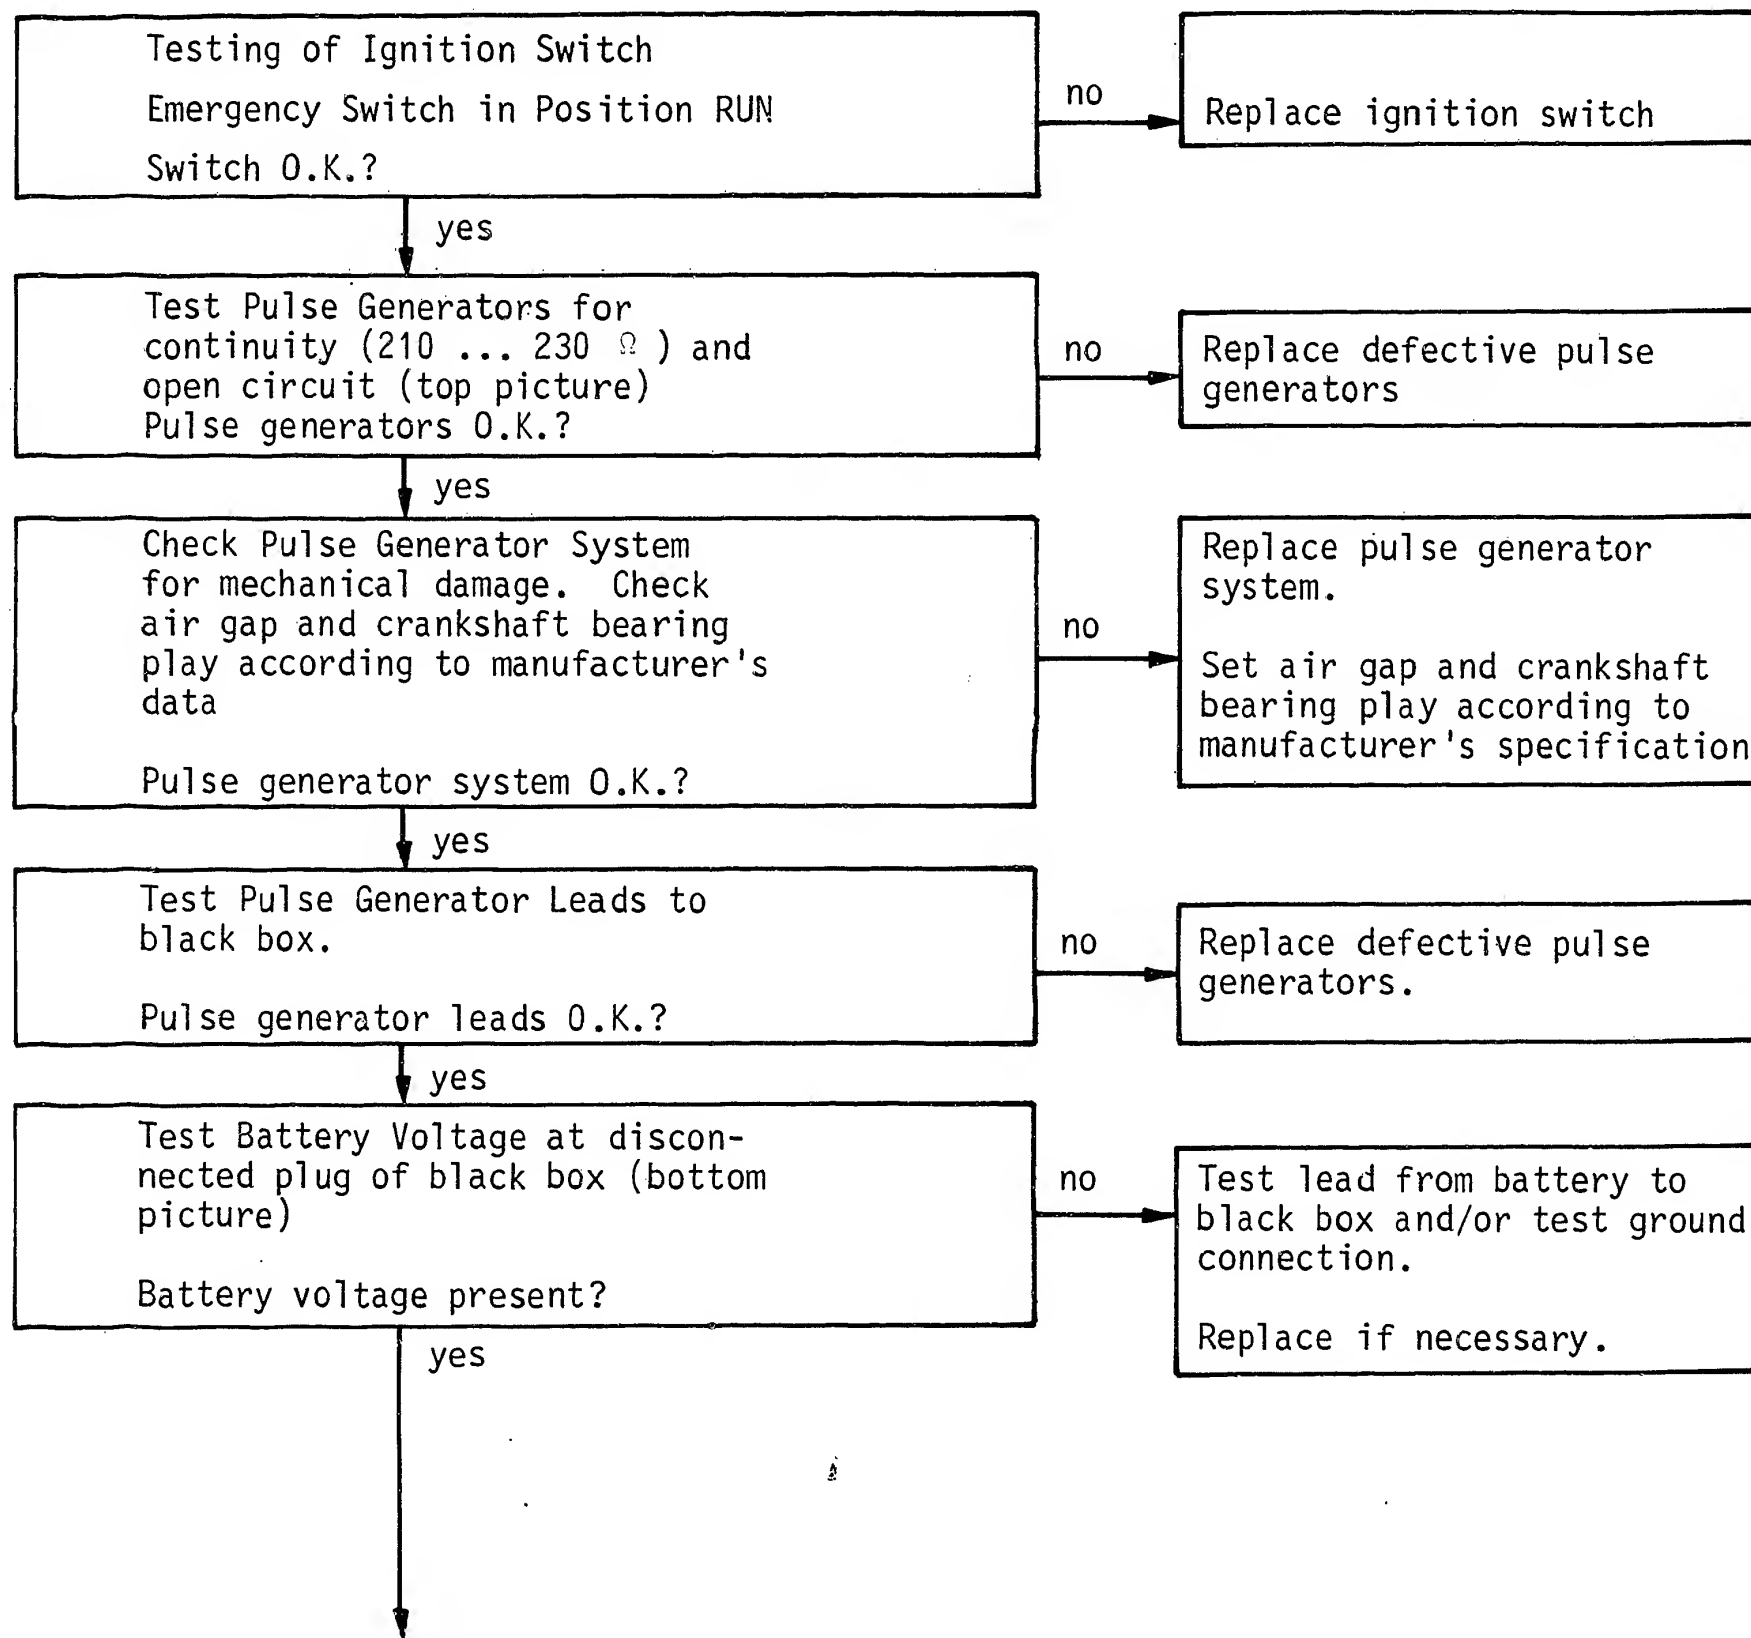 Testing of Ignition Switch
Emergency Switch in Position RUN
Switch O.K.?
no
Replace ignition switch
yes
Test Pulse Generators for
continuity (210 ... 230 Ω ) and
open circuit (top picture)
Pulse generators O.K.?
no
Replace defective pulse
generators
yes
Check Pulse Generator System
for mechanical damage. Check
air gap and crankshaft bearing
play according to manufacturer's
data
Pulse generator system O.K.?
no
Replace pulse generator
system.
Set air gap and crankshaft
bearing play according to
manufacturer's specification
yes
Test Pulse Generator Leads to
black box.
Pulse generator leads O.K.?
no
Replace defective pulse
generators.
yes
Test Battery Voltage at discon-
nected plug of black box (bottom
picture)
Battery voltage present?
no
Test lead from battery to
black box and/or test ground
connection.
Replace if necessary.
yes